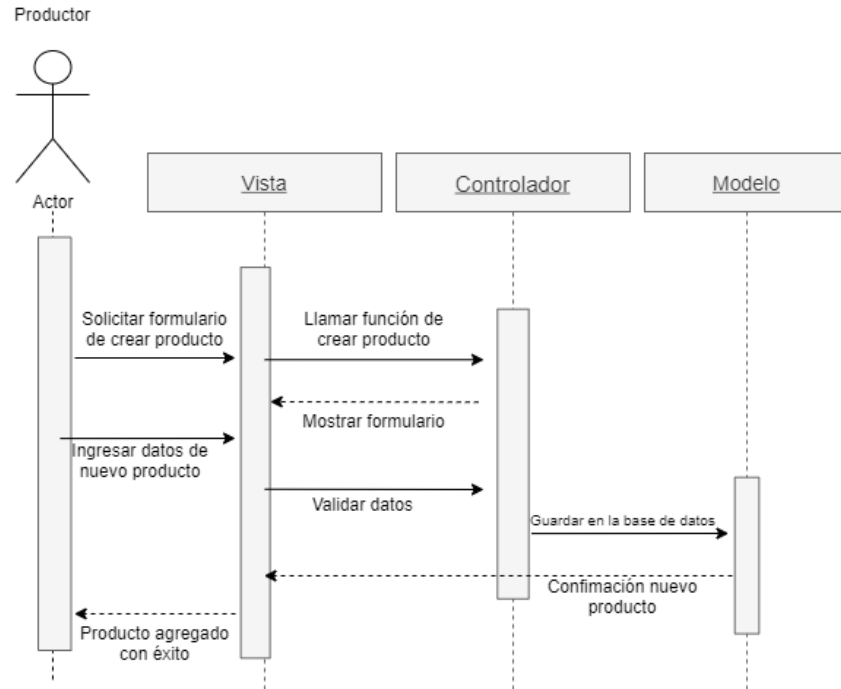 Productor
Actor
Vista
Controlador
Modelo
Solicitar formulario
de crear producto
Llamar función de
crear producto
Mostrar formulario
Ingresar datos de
nuevo producto
Validar datos
Guardar en la base de datos
Confimación nuevo
producto
Producto agregado
con éxito